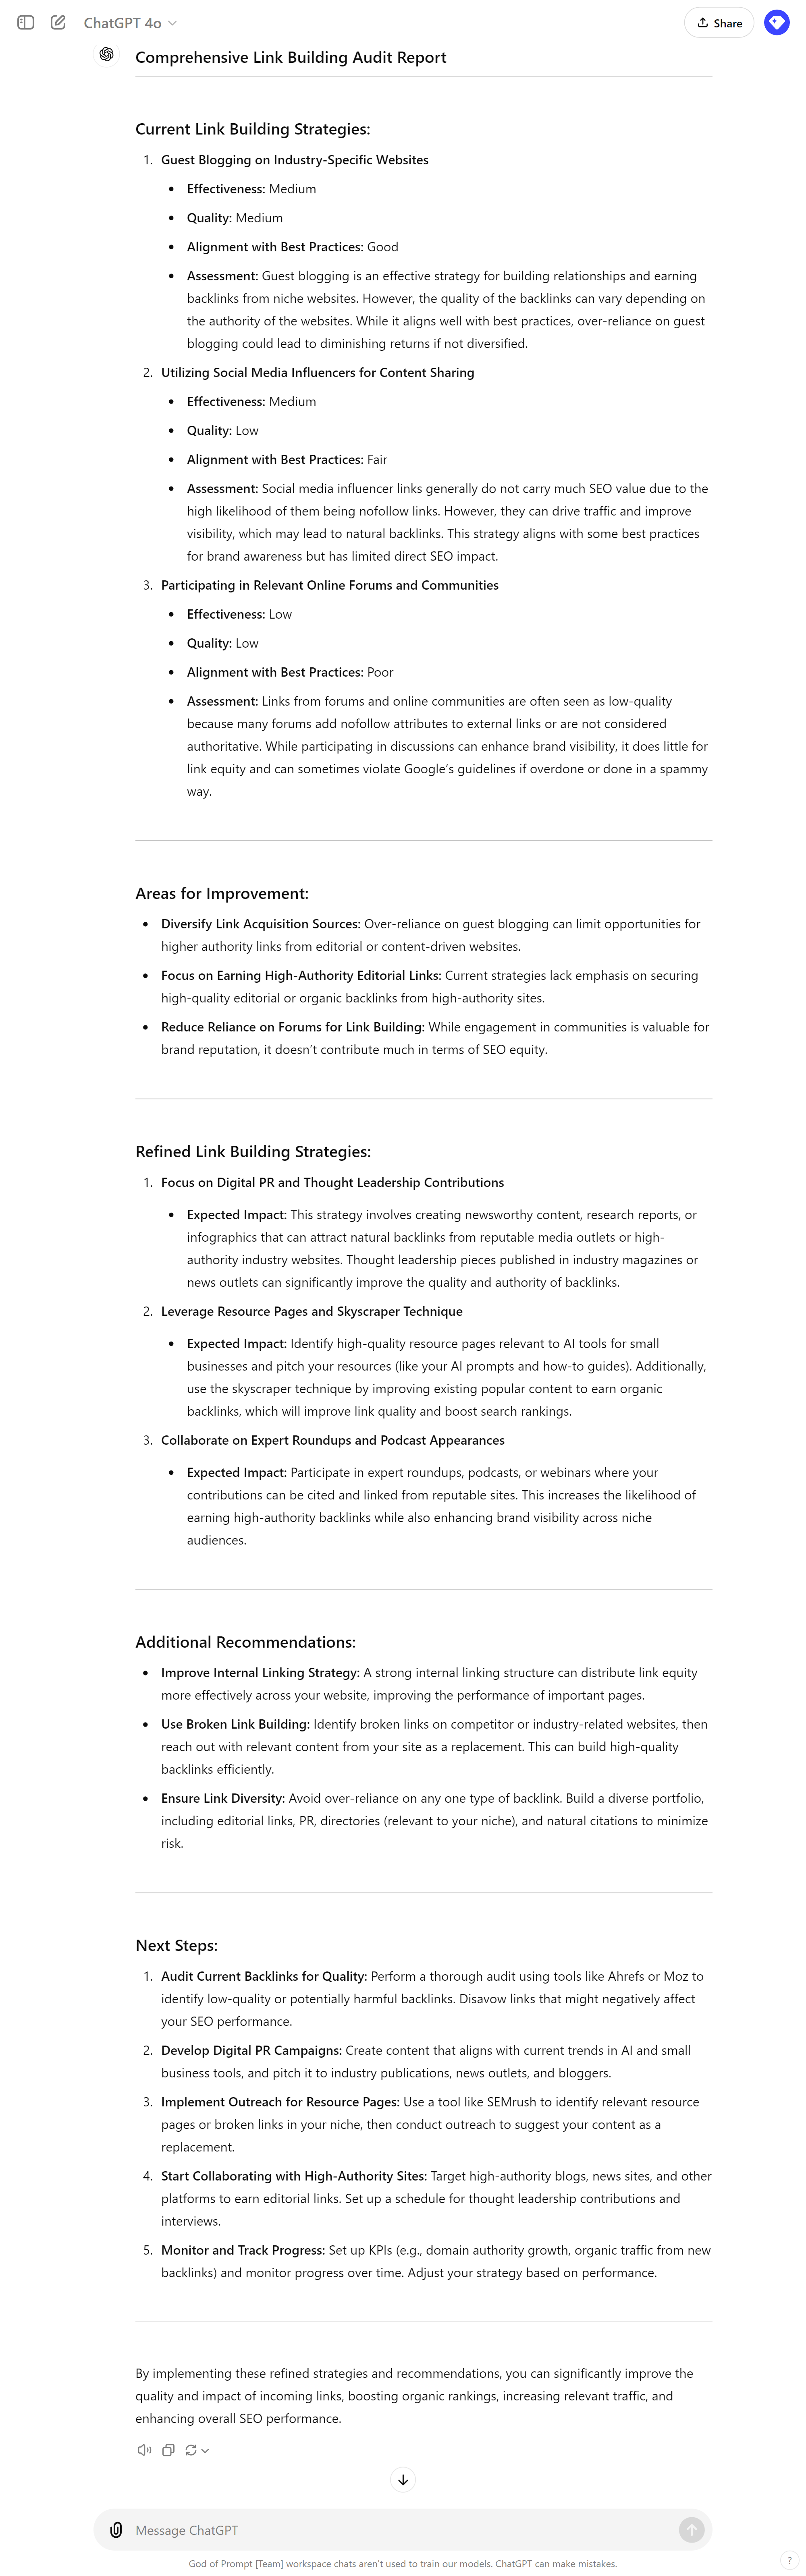 ChatGPT 4o
Share
Comprehensive Link Building Audit Report
Current Link Building Strategies:
1. Guest Blogging on Industry-Specific Websites
• Effectiveness: Medium
• Quality: Medium
• Alignment with Best Practices: Good
• Assessment: Guest blogging is an effective strategy for building relationships and earning
backlinks from niche websites. However, the quality of the backlinks can vary depending on
the authority of the websites. While it aligns well with best practices, over-reliance on guest
blogging could lead to diminishing returns if not diversified.
2. Utilizing Social Media Influencers for Content Sharing
• Effectiveness: Medium
• Quality: Low
• Alignment with Best Practices: Fair
• Assessment: Social media influencer links generally do not carry much SEO value due to the
high likelihood of them being nofollow links. However, they can drive traffic and improve
visibility, which may lead to natural backlinks. This strategy aligns with some best practices
for brand awareness but has limited direct SEO impact.
3. Participating in Relevant Online Forums and Communities
• Effectiveness: Low
• Quality: Low
• Alignment with Best Practices: Poor
• Assessment: Links from forums and online communities are often seen as low-quality
because many forums add nofollow attributes to external links or are not considered
authoritative. While participating in discussions can enhance brand visibility, it does little for
link equity and can sometimes violate Google's guidelines if overdone or done in a spammy
way.
Areas for Improvement:
• Diversify Link Acquisition Sources: Over-reliance on guest blogging can limit opportunities for
higher authority links from editorial or content-driven websites.
• Focus on Earning High-Authority Editorial Links: Current strategies lack emphasis on securing
high-quality editorial or organic backlinks from high-authority sites.
• Reduce Reliance on Forums for Link Building: While engagement in communities is valuable for
brand reputation, it doesn't contribute much in terms of SEO equity.
Refined Link Building Strategies:
1. Focus on Digital PR and Thought Leadership Contributions
• Expected Impact: This strategy involves creating newsworthy content, research reports, or
infographics that can attract natural backlinks from reputable media outlets or high-
authority industry websites. Thought leadership pieces published in industry magazines or
news outlets can significantly improve the quality and authority of backlinks.
2. Leverage Resource Pages and Skyscraper Technique
• Expected Impact: Identify high-quality resource pages relevant to AI tools for small
businesses and pitch your resources (like your AI prompts and how-to guides). Additionally,
use the skyscraper technique by improving existing popular content to earn organic
backlinks, which will improve link quality and boost search rankings.
3. Collaborate on Expert Roundups and Podcast Appearances
• Expected Impact: Participate in expert roundups, podcasts, or webinars where your
contributions can be cited and linked from reputable sites. This increases the likelihood of
earning high-authority backlinks while also enhancing brand visibility across niche
audiences.
Additional Recommendations:
• Improve Internal Linking Strategy: A strong internal linking structure can distribute link equity
more effectively across your website, improving the performance of important pages.
• Use Broken Link Building: Identify broken links on competitor or industry-related websites, then
reach out with relevant content from your site as a replacement. This can build high-quality
backlinks efficiently.
• Ensure Link Diversity: Avoid over-reliance on any one type of backlink. Build a diverse portfolio,
including editorial links, PR, directories (relevant to your niche), and natural citations to minimize
risk.
Next Steps:
1. Audit Current Backlinks for Quality: Perform a thorough audit using tools like Ahrefs or Moz to
identify low-quality or potentially harmful backlinks. Disavow links that might negatively affect
your SEO performance.
2. Develop Digital PR Campaigns: Create content that aligns with current trends in AI and small
business tools, and pitch it to industry publications, news outlets, and bloggers.
3. Implement Outreach for Resource Pages: Use a tool like SEMrush to identify relevant resource
pages or broken links in your niche, then conduct outreach to suggest your content as a
replacement.
4. Start Collaborating with High-Authority Sites: Target high-authority blogs, news sites, and other
platforms to earn editorial links. Set up a schedule for thought leadership contributions and
interviews.
5. Monitor and Track Progress: Set up KPIs (e.g., domain authority growth, organic traffic from new
backlinks) and monitor progress over time. Adjust your strategy based on performance.
By implementing these refined strategies and recommendations, you can significantly improve the
quality and impact of incoming links, boosting organic rankings, increasing relevant traffic, and
enhancing overall SEO performance.
Message ChatGPT
God of Prompt [Team] workspace chats aren't used to train our models. ChatGPT can make mistakes.
?